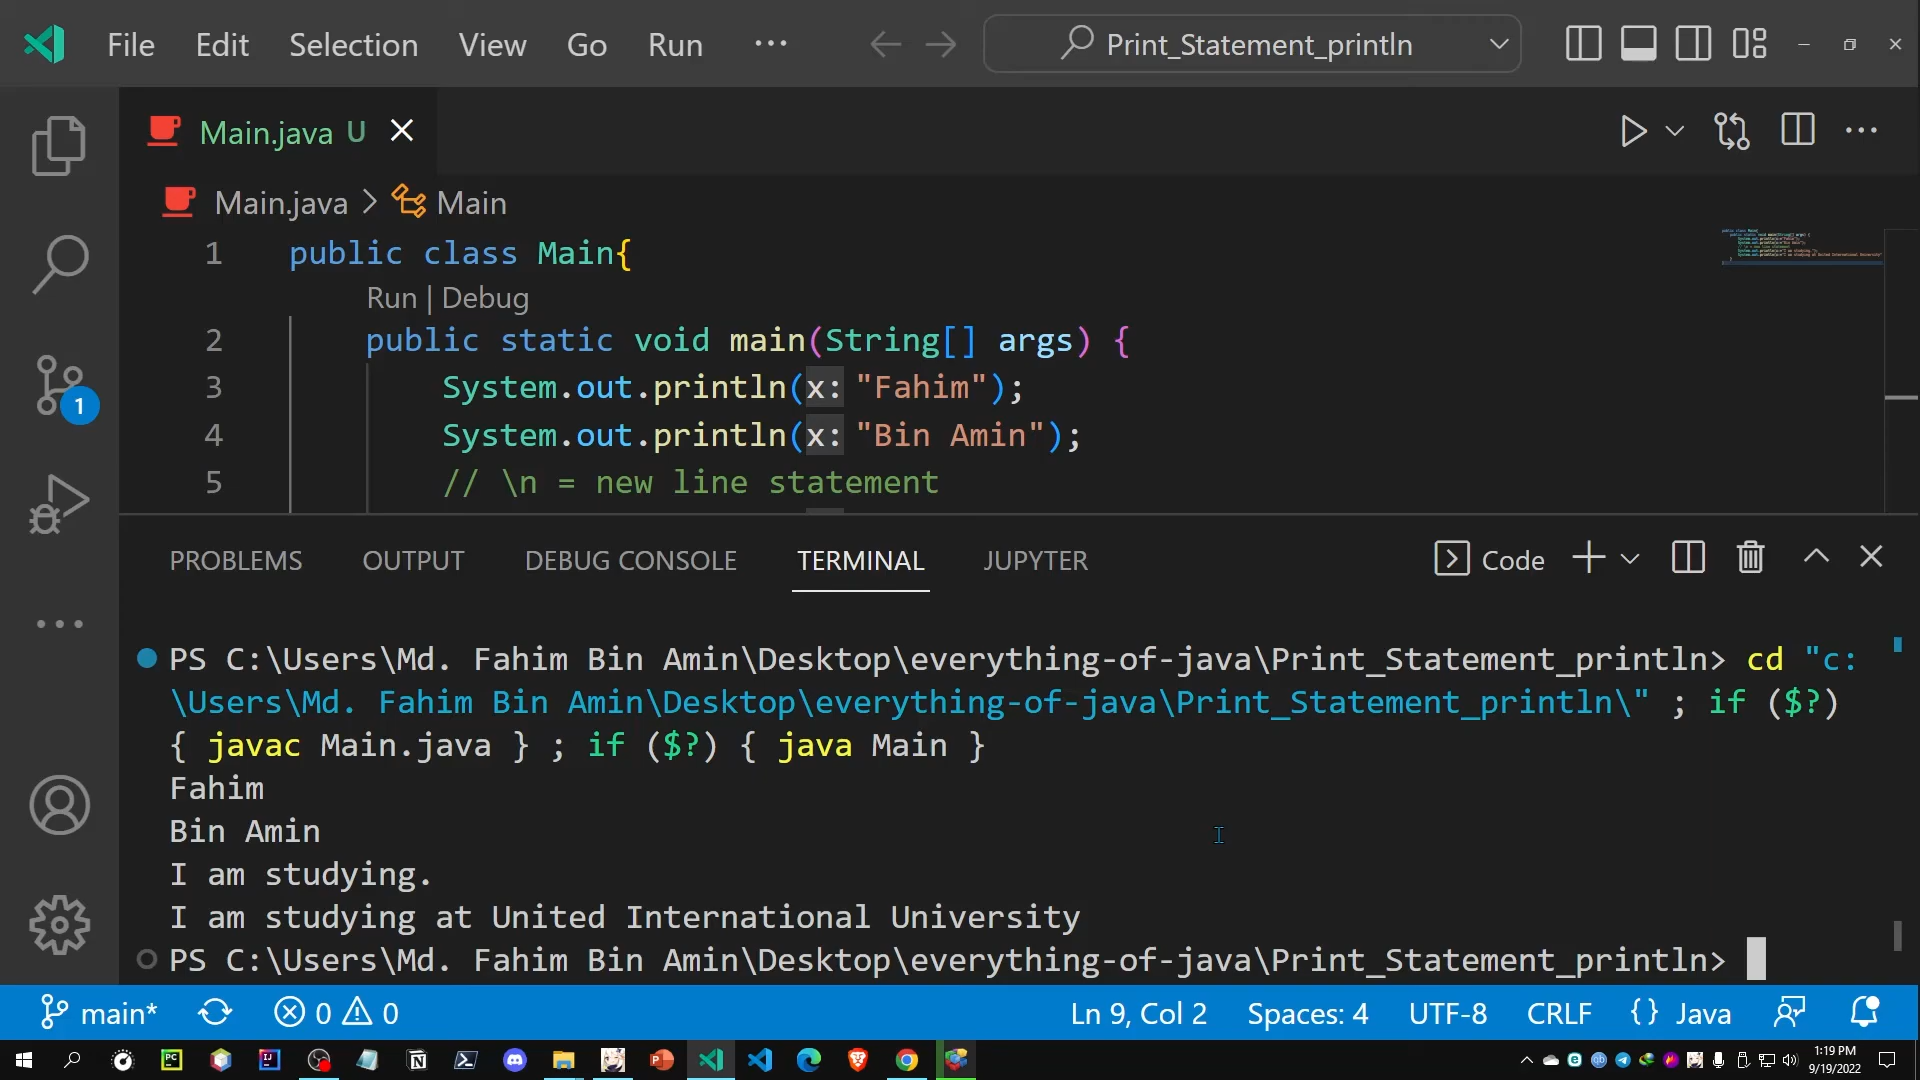 File Edit Selection View Go Run ··· Print_Statement_println
Main.java U
Main.java > Main
1 public class Main{
Run | Debug
2 public static void main(String[] args) {
3 System.out.println(x: "Fahim");
4 System.out.println(x: "Bin Amin");
5 // \n = new line statement
PROBLEMS OUTPUT DEBUG CONSOLE TERMINAL JUPYTER Code
PS C:\Users\Md. Fahim Bin Amin\Desktop\everything-of-java\Print_Statement_println> cd "c:
\Users\Md. Fahim Bin Amin\Desktop\everything-of-java\Print_Statement_println\" ; if ($?)
{ javac Main.java } ; if ($?) { java Main }
Fahim
Bin Amin
I am studying.
I am studying at United International University
PS C:\Users\Md. Fahim Bin Amin\Desktop\everything-of-java\Print_Statement_println>
1
main* 0 0 Ln 9, Col 2 Spaces: 4 UTF-8 CRLF {} Java
1:19 PM
9/19/2022